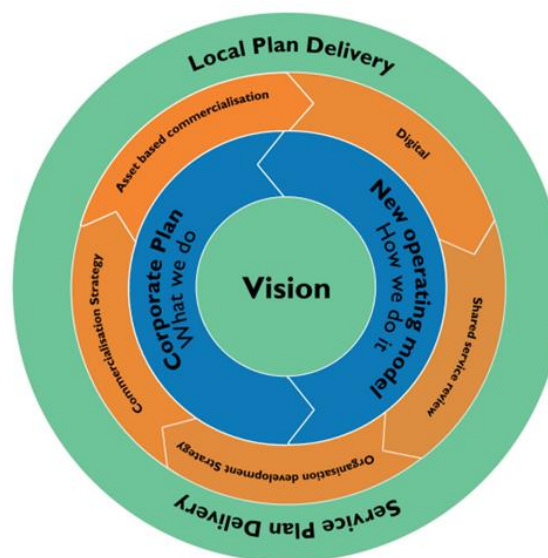 Local Plan Delivery
Asset based commercialisation
Digital
Corporate Plan
What we do
New operating model
How we do it
Vision
Commercialisation Strategy
Shared service review
Organisation development Strategy
Service Plan Delivery